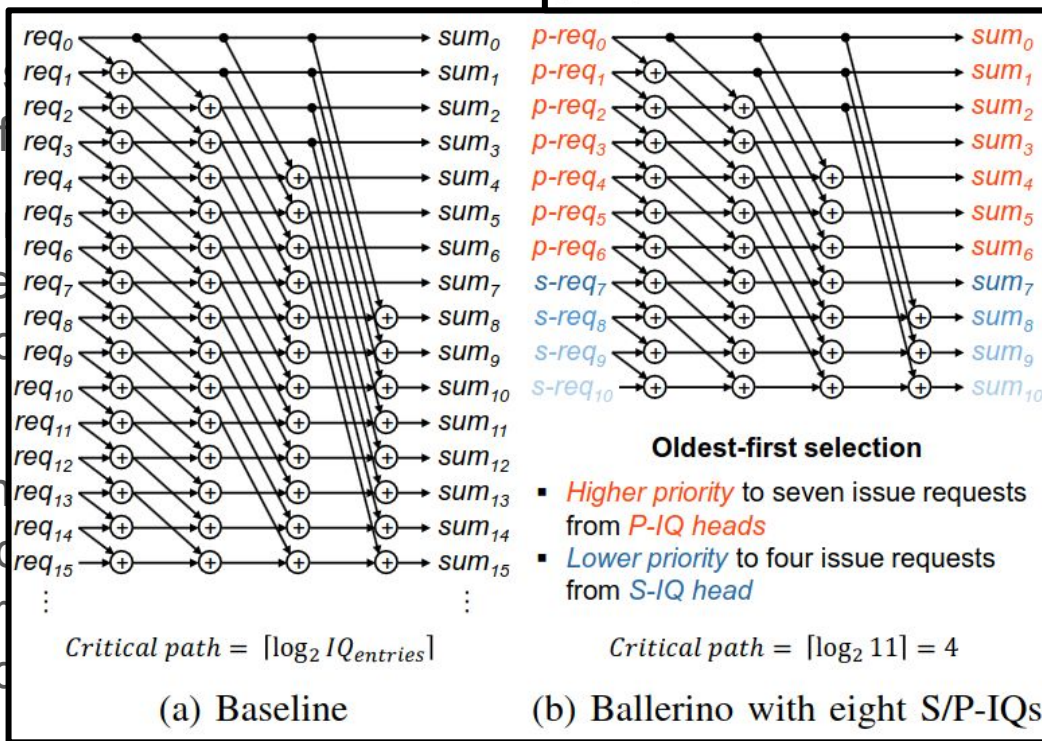 req0 sum0
req1 sum1
req2 sum2
req3 sum3
req4 sum4
req5 sum5
req6 sum6
req7 sum7
req8 sum8
req9 sum9
req10 sum10
req11 sum11
req12 sum12
req13 sum13
req14 sum14
req15 sum15
⋮ ⋮
Critical path = ⌈log2 IQentries⌉
(a) Baseline
p-req0 sum0
p-req1 sum1
p-req2 sum2
p-req3 sum3
p-req4 sum4
p-req5 sum5
p-req6 sum6
s-req7 sum7
s-req8 sum8
s-req9 sum9
s-req10 sum10
Oldest-first selection
▪ Higher priority to seven issue requests
from P-IQ heads
▪ Lower priority to four issue requests
from S-IQ head
Critical path = ⌈log2 11⌉ = 4
(b) Ballerino with eight S/P-IQs